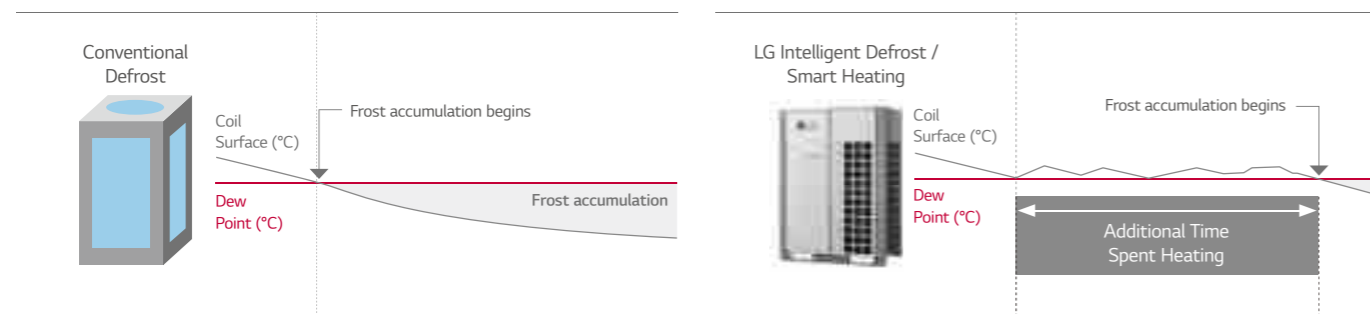 Conventional
Defrost
Coil
Surface (°C)
Frost accumulation begins
Dew
Point (°C)
Frost accumulation
LG Intelligent Defrost /
Smart Heating
Coil
Surface (°C)
Frost accumulation begins
Dew
Point (°C)
Additional Time
Spent Heating